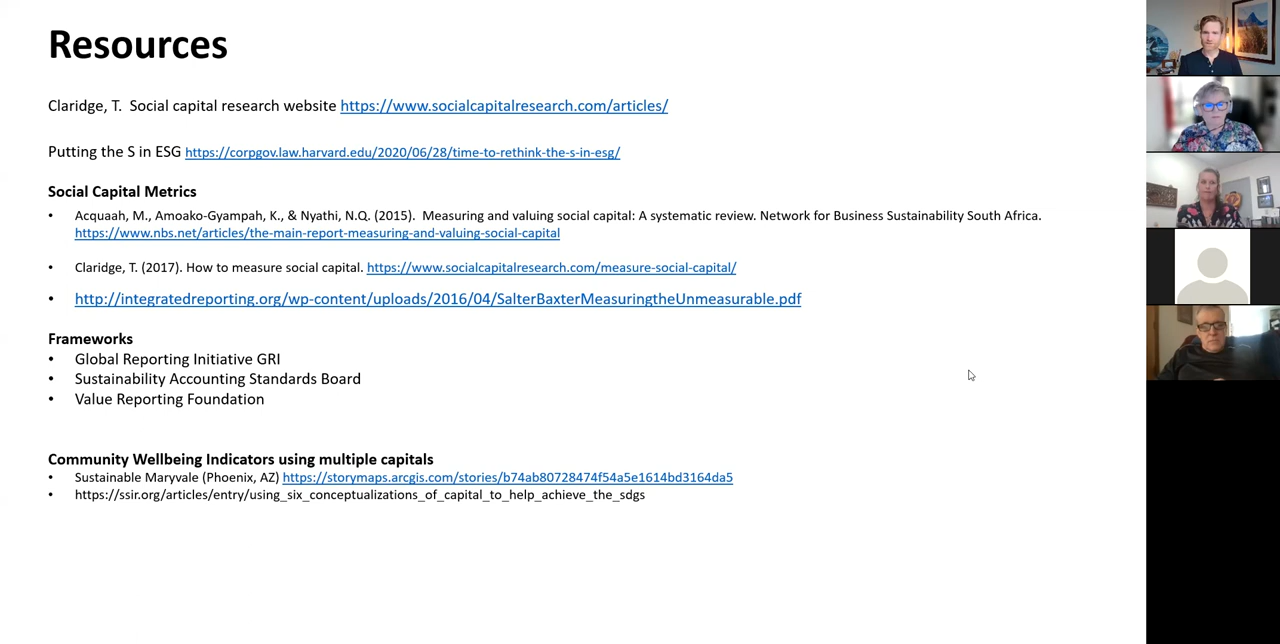 Resources
Claridge, T. Social capital research website https://www.socialcapitalresearch.com/articles/
Putting the S in ESG https://corpgov.law.harvard.edu/2020/06/28/time-to-rethink-the-s-in-esg/
Social Capital Metrics
• Acquaah, M., Amoako-Gyampah, K., & Nyathi, N.Q. (2015). Measuring and valuing social capital: A systematic review. Network for Business Sustainability South Africa.
https://www.nbs.net/articles/the-main-report-measuring-and-valuing-social-capital
• Claridge, T. (2017). How to measure social capital. https://www.socialcapitalresearch.com/measure-social-capital/
• http://integratedreporting.org/wp-content/uploads/2016/04/SalterBaxterMeasuringtheUnmeasurable.pdf
Frameworks
• Global Reporting Initiative GRI
• Sustainability Accounting Standards Board
• Value Reporting Foundation
Community Wellbeing Indicators using multiple capitals
• Sustainable Maryvale (Phoenix, AZ) https://storymaps.arcgis.com/stories/b74ab80728474f54a5e1614bd3164da5
• https://ssir.org/articles/entry/using_six_conceptualizations_of_capital_to_help_achieve_the_sdgs